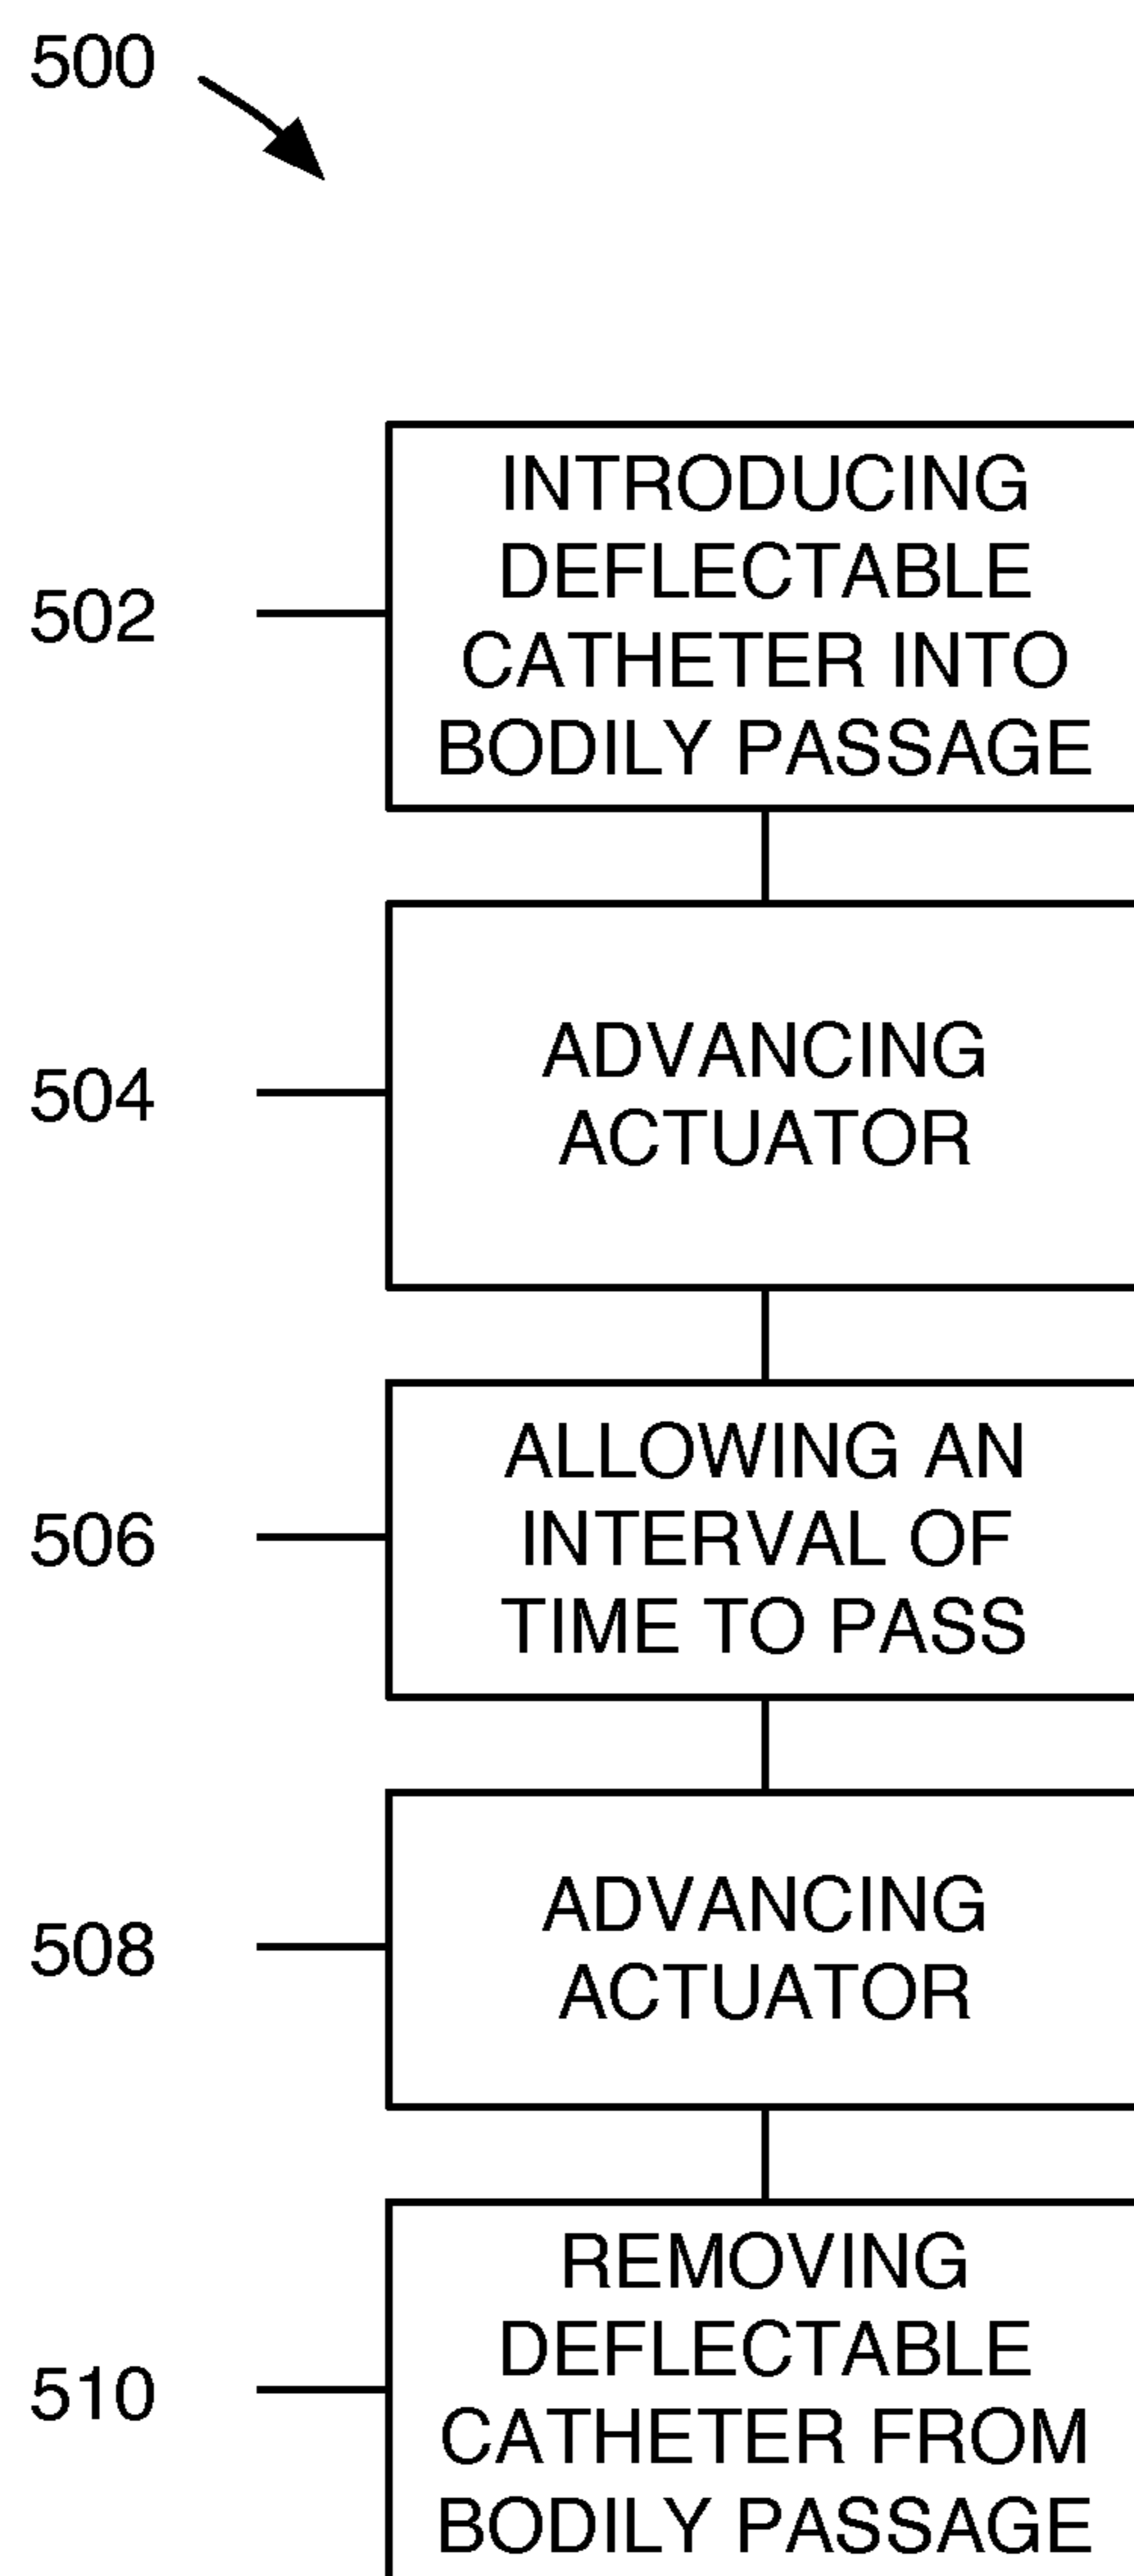 500
502
INTRODUCING
DEFLECTABLE
CATHETER INTO
BODILY PASSAGE
504
ADVANCING
ACTUATOR
506
ALLOWING AN
INTERVAL OF
TIME TO PASS
508
ADVANCING
ACTUATOR
510
REMOVING
DEFLECTABLE
CATHETER FROM
BODILY PASSAGE